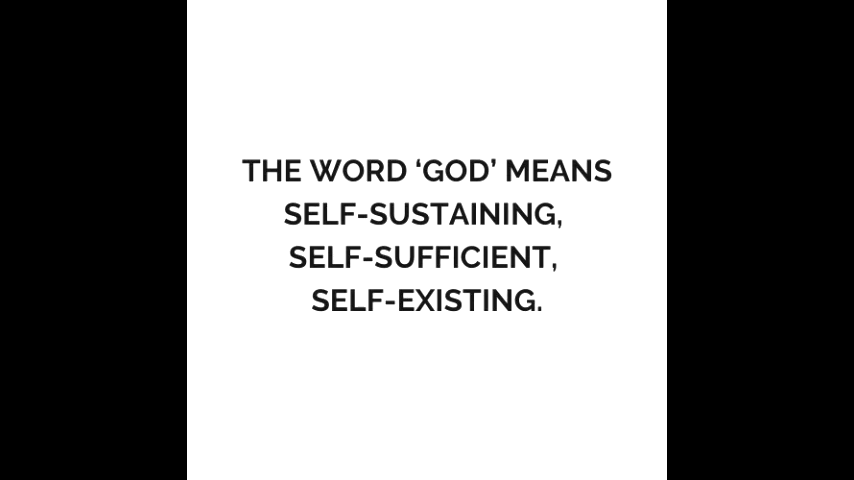 THE WORD ‘GOD’ MEANS
SELF-SUSTAINING,
SELF-SUFFICIENT,
SELF-EXISTING.